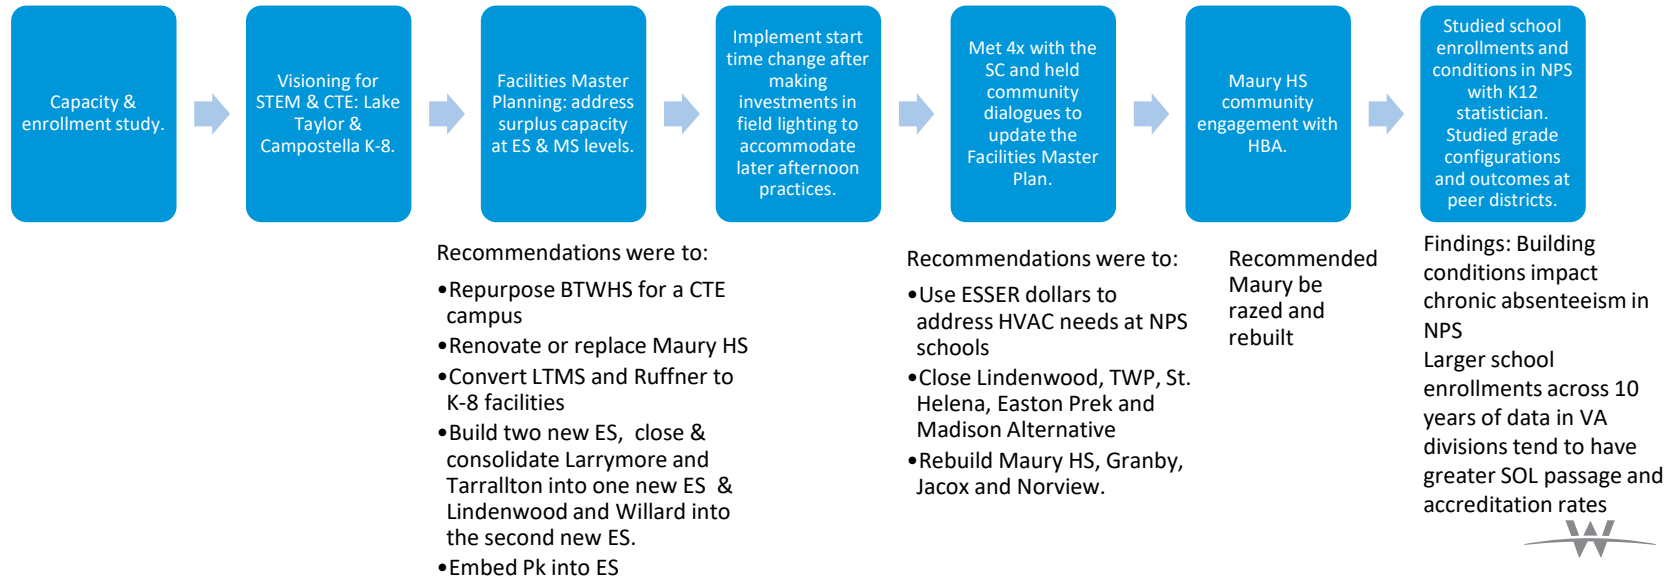 Capacity &
enrollment study.
Visioning for
STEM & CTE: Lake
Taylor &
Campostella K-8.
Facilities Master
Planning: address
surplus capacity
at ES & MS levels.
Implement start
time change after
making
investments in
field lighting to
accommodate
later afternoon
practices.
Met 4x with the
SC and held
community
dialogues to
update the
Facilities Master
Plan.
Maury HS
community
engagement with
HBA.
Studied school
enrollments and
conditions in NPS
with K12
statistician.
Studied grade
configurations
and outcomes at
peer districts.
Recommendations were to:
•Repurpose BTWHS for a CTE
campus
•Renovate or replace Maury HS
•Convert LTMS and Ruffner to
K-8 facilities
•Build two new ES, close &
consolidate Larrymore and
Tarrallton into one new ES &
Lindenwood and Willard into
the second new ES.
•Embed Pk into ES
Recommendations were to:
•Use ESSER dollars to
address HVAC needs at NPS
schools
•Close Lindenwood, TWP, St.
Helena, Easton Prek and
Madison Alternative
•Rebuild Maury HS, Granby,
Jacox and Norview.
Recommended
Maury be
razed and
rebuilt
Findings: Building
conditions impact
chronic absenteeism in
NPS
Larger school
enrollments across 10
years of data in VA
divisions tend to have
greater SOL passage and
accreditation rates